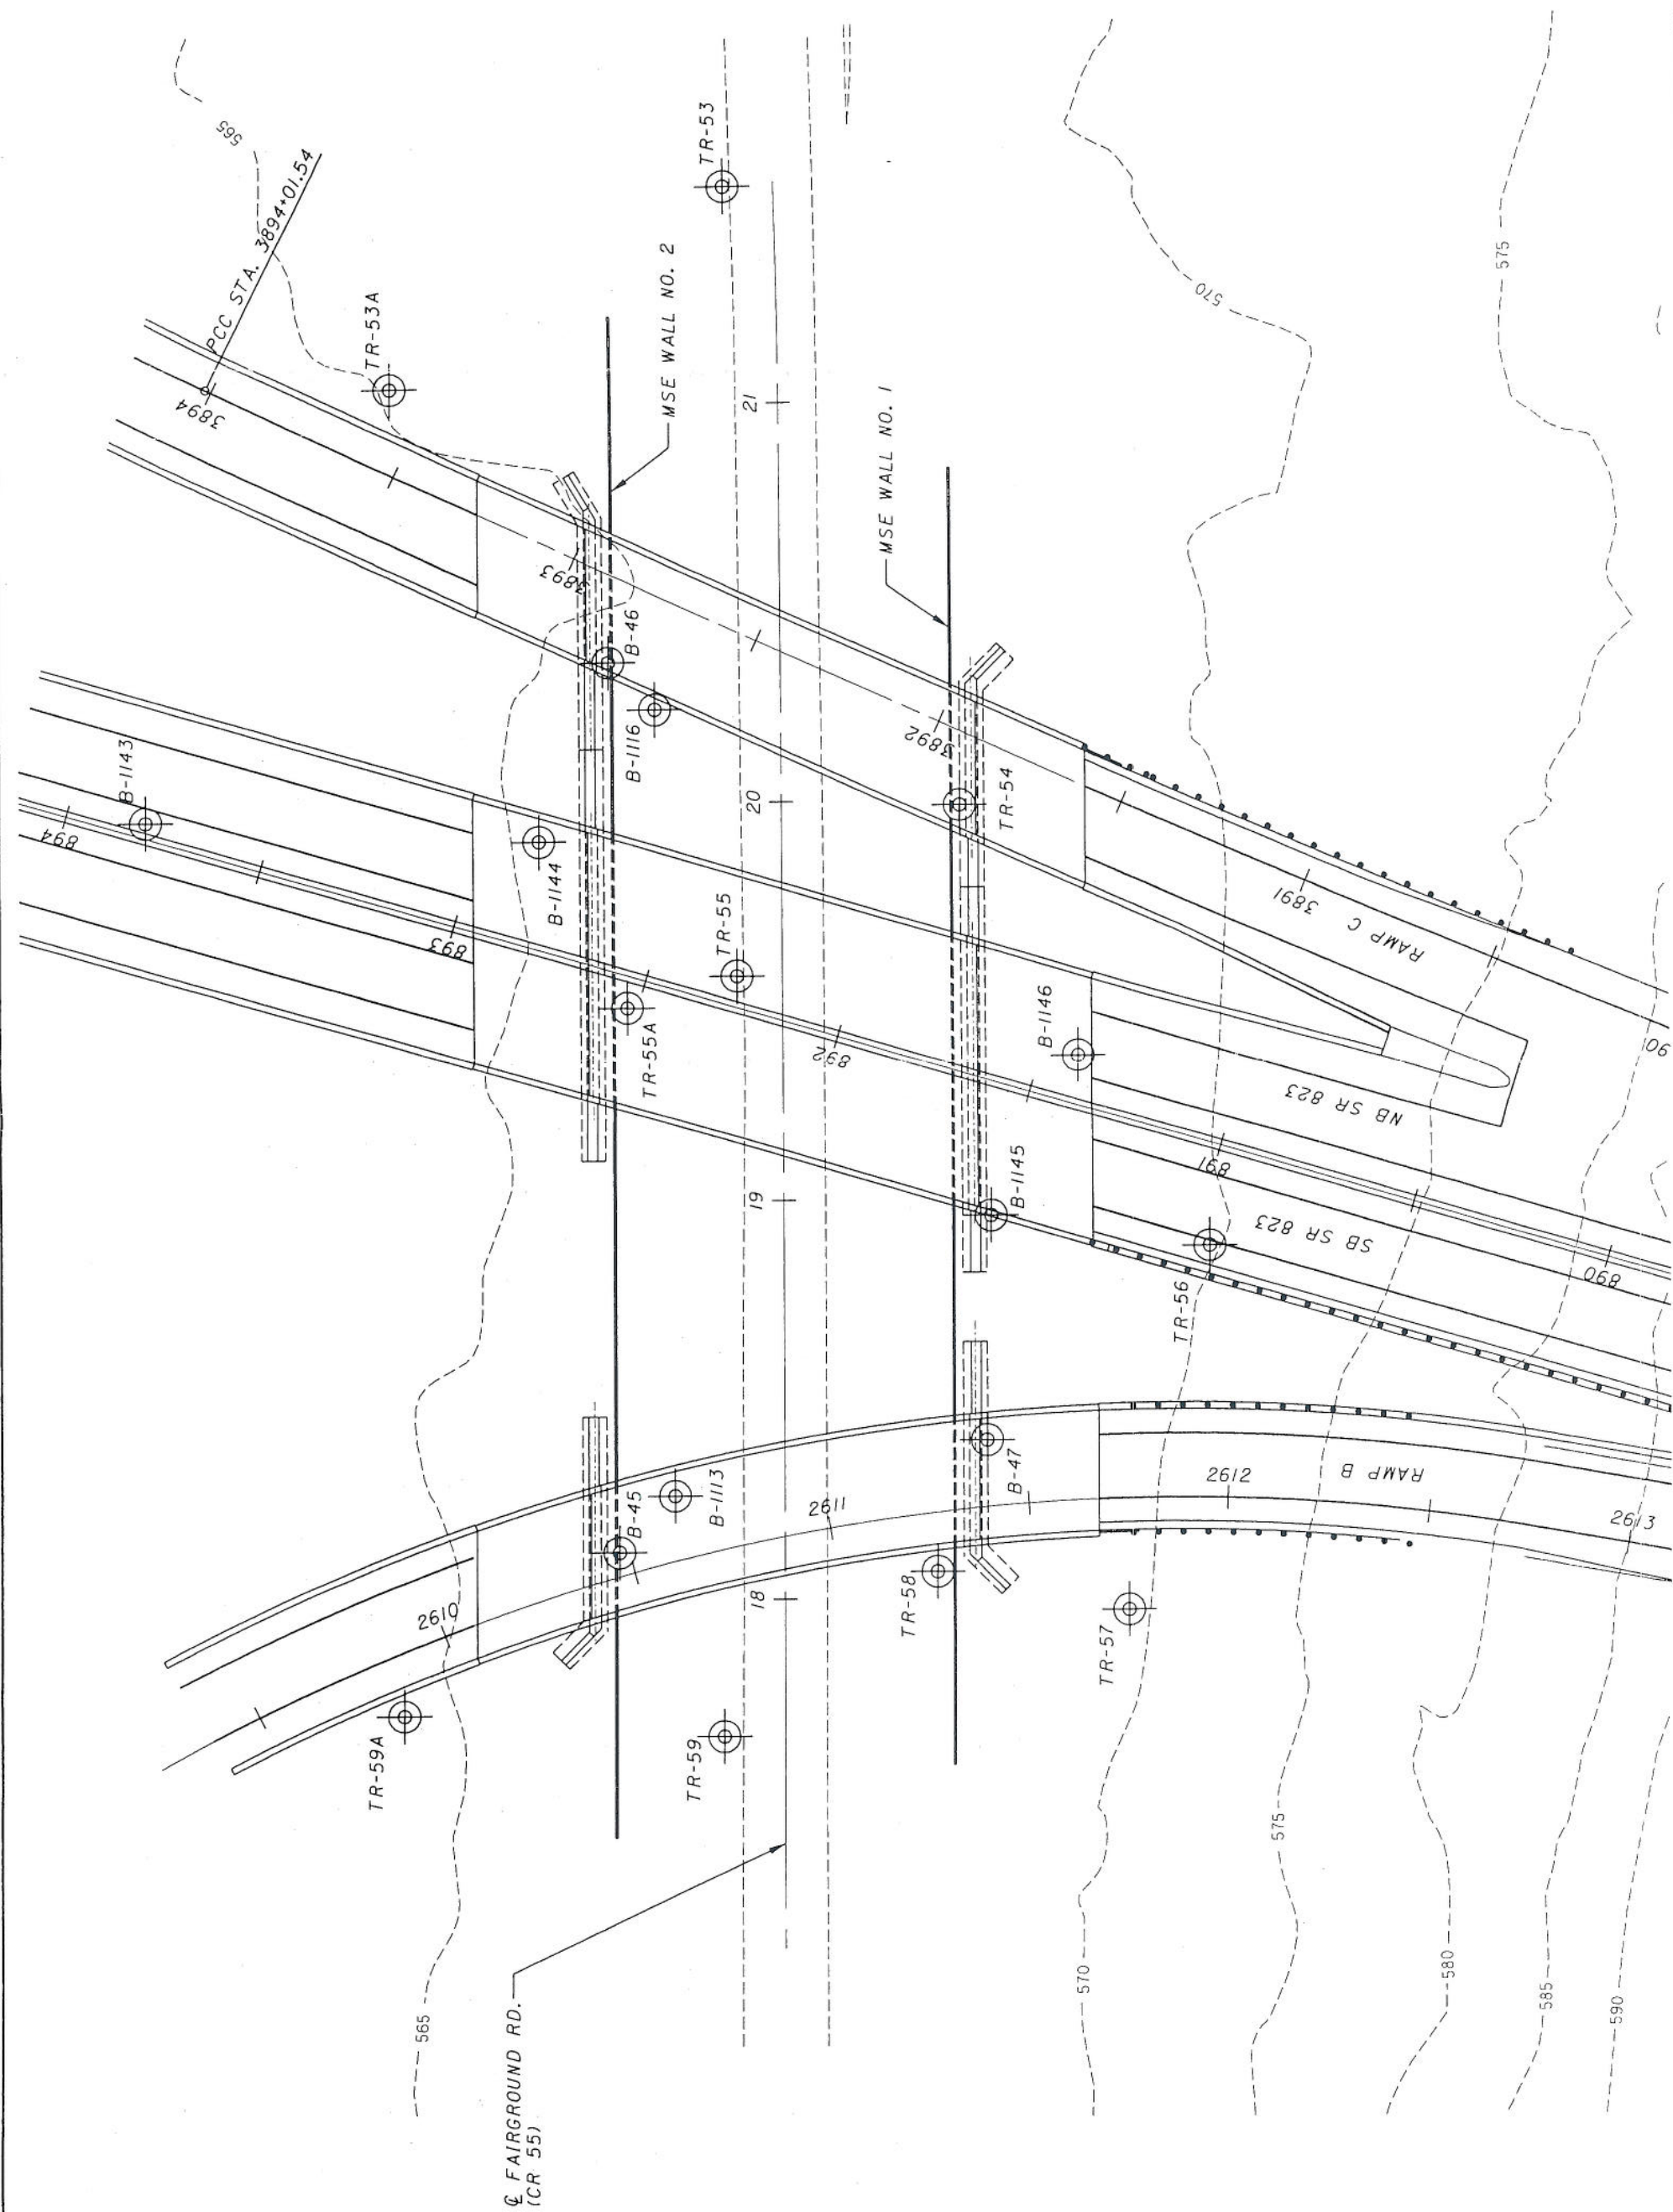 565
PCC STA. 3894+01.54
3894
TR-53A
TR-53
MSE WALL NO. 2
21
MSE WALL NO. 1
570
575
3893
B-46
B-1116
B-1143
894
B-1144
20
3892
TR-54
3891
RAMP C
893
TR-55
TR-55A
892
B-1146
NB SR 823
90
19
B-1145
891
SB SR 823
890
TR-56
B-45
B-1113
2611
B-47
2612
RAMP B
2613
2610
18
TR-58
TR-57
TR-59A
TR-59
565
℄ FAIRGROUND RD.
(CR 55)
570
575
580
585
590